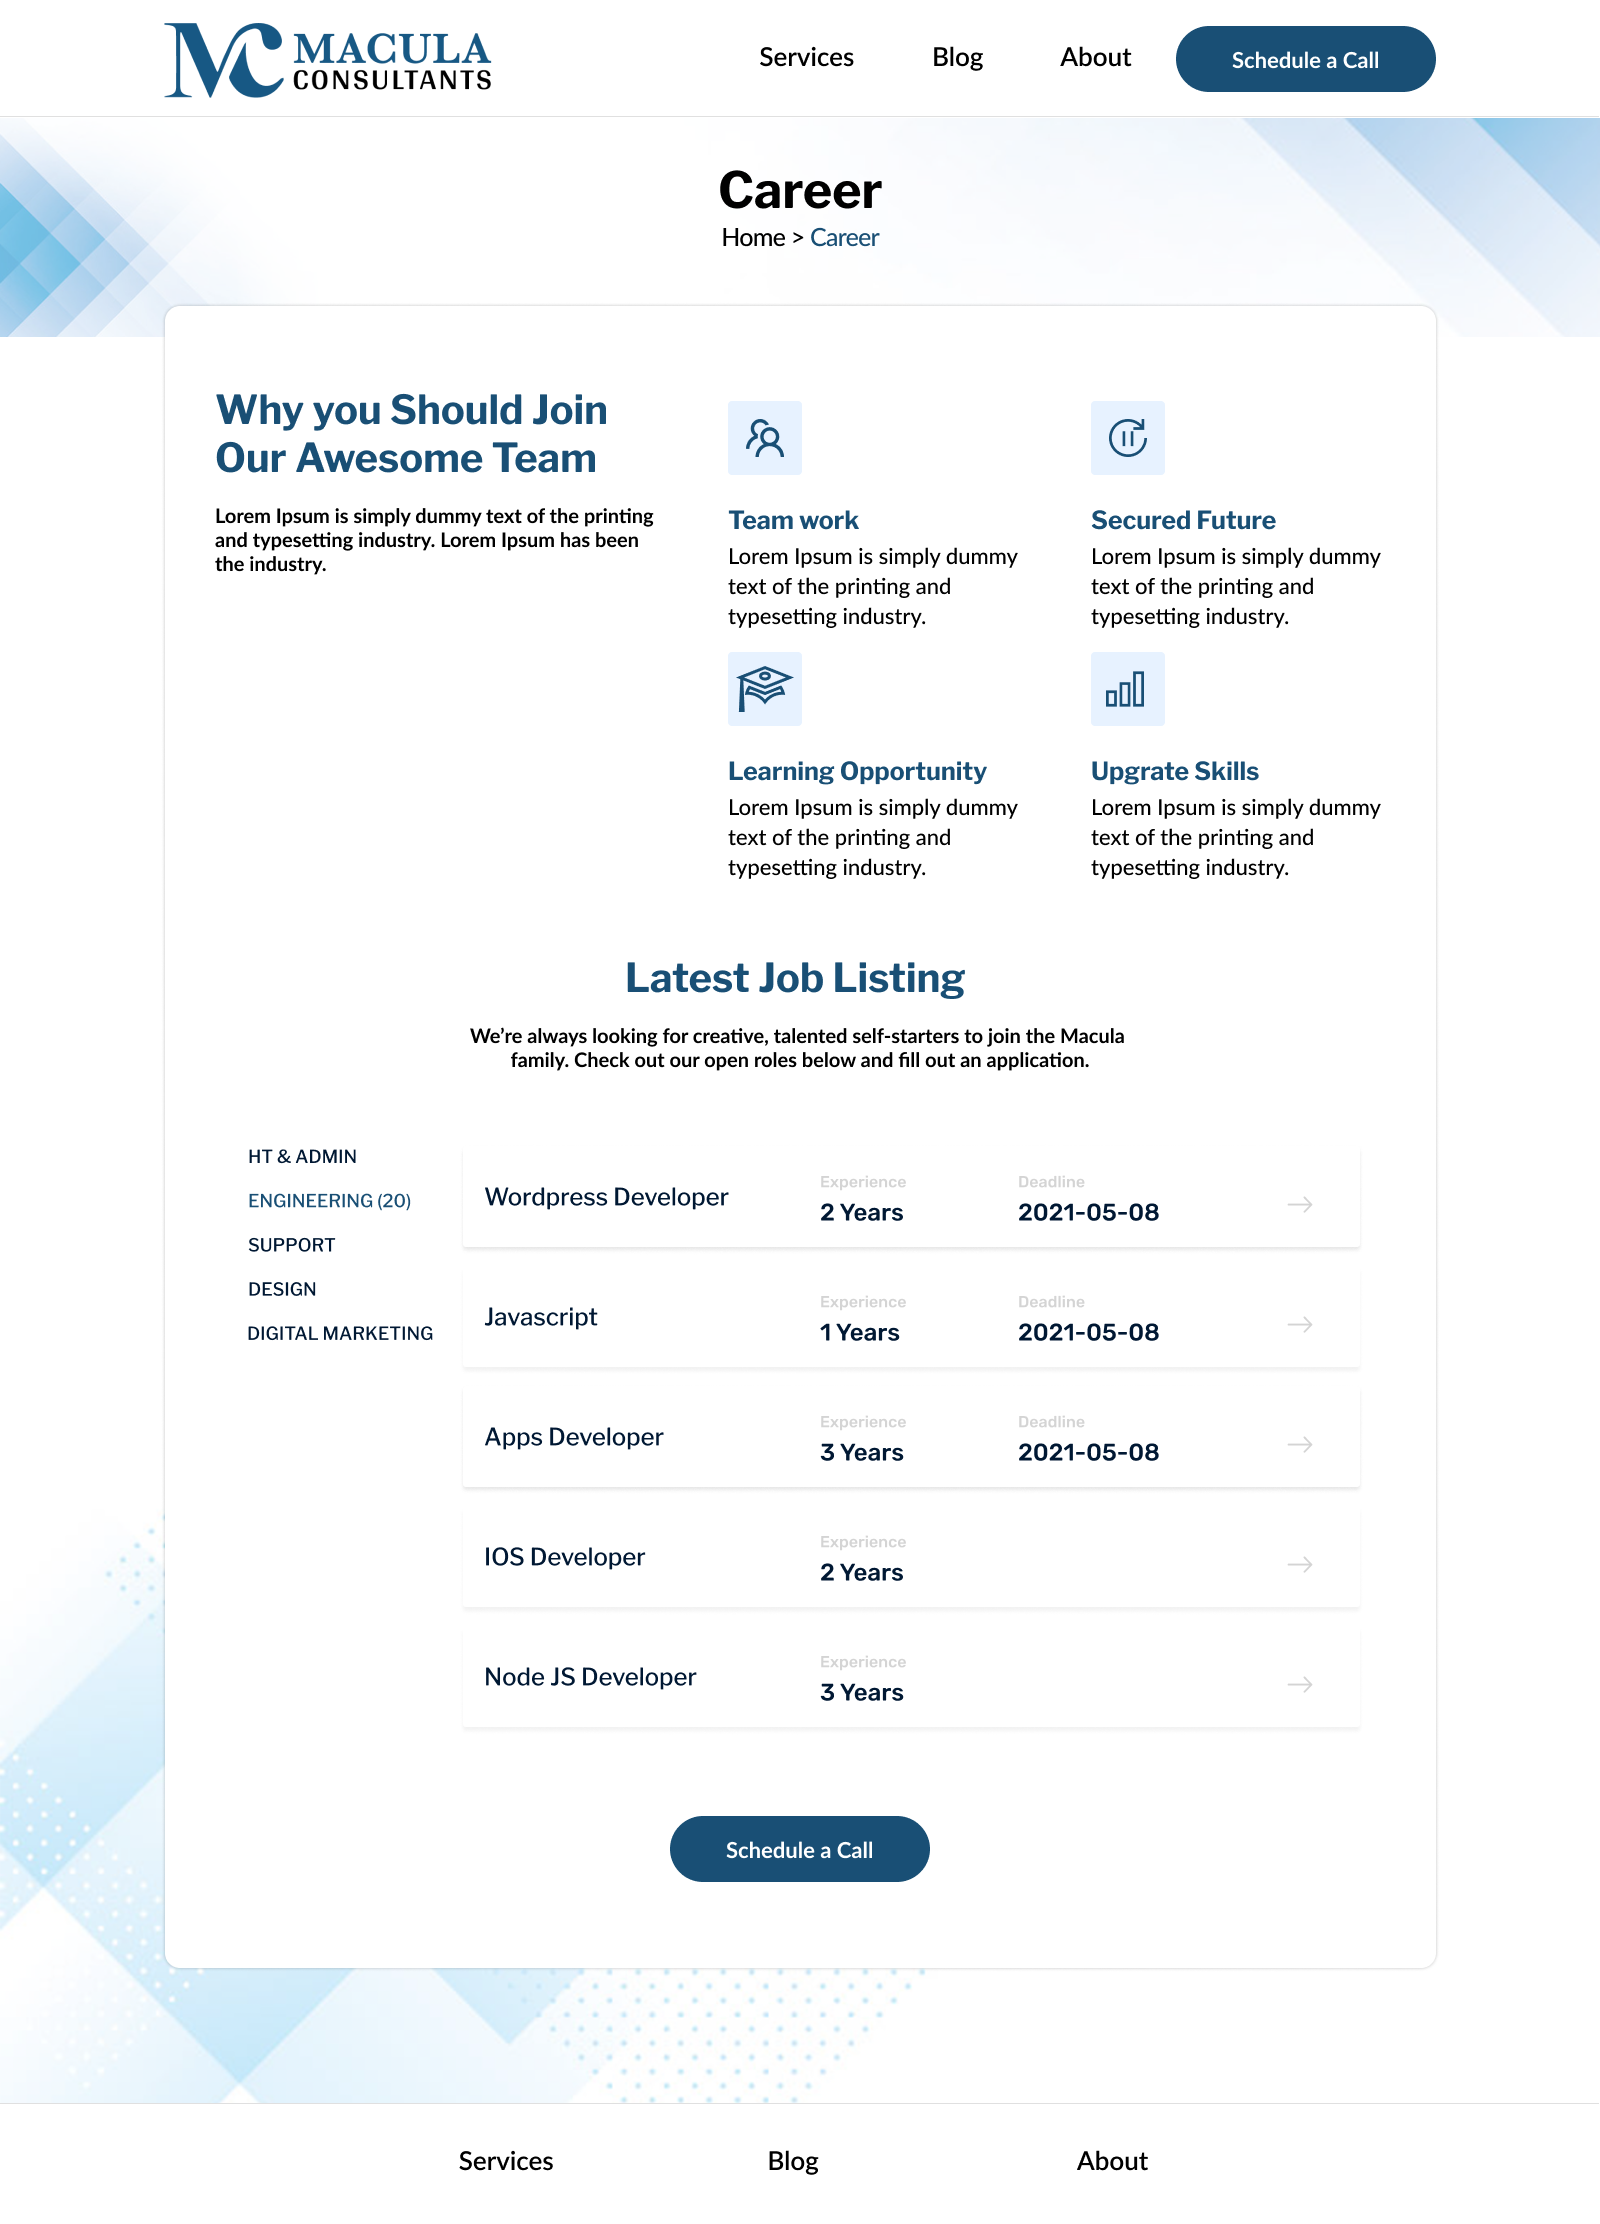 MACULA
CONSULTANTS
Services
Blog
About
Schedule a Call
Career
Home > Career
Why you Should Join
Our Awesome Team
Lorem Ipsum is simply dummy text of the printing
and typesetting industry. Lorem Ipsum has been
the industry.
Team work
Lorem Ipsum is simply dummy
text of the printing and
typesetting industry.
Secured Future
Lorem Ipsum is simply dummy
text of the printing and
typesetting industry.
Learning Opportunity
Lorem Ipsum is simply dummy
text of the printing and
typesetting industry.
Upgrate Skills
Lorem Ipsum is simply dummy
text of the printing and
typesetting industry.
Latest Job Listing
We’re always looking for creative, talented self-starters to join the Macula
family. Check out our open roles below and fill out an application.
HT & ADMIN
ENGINEERING (20)
SUPPORT
DESIGN
DIGITAL MARKETING
Wordpress Developer
Experience
2 Years
Deadline
2021-05-08
Javascript
Experience
1 Years
Deadline
2021-05-08
Apps Developer
Experience
3 Years
Deadline
2021-05-08
IOS Developer
Experience
2 Years
Node JS Developer
Experience
3 Years
Schedule a Call
Services
Blog
About